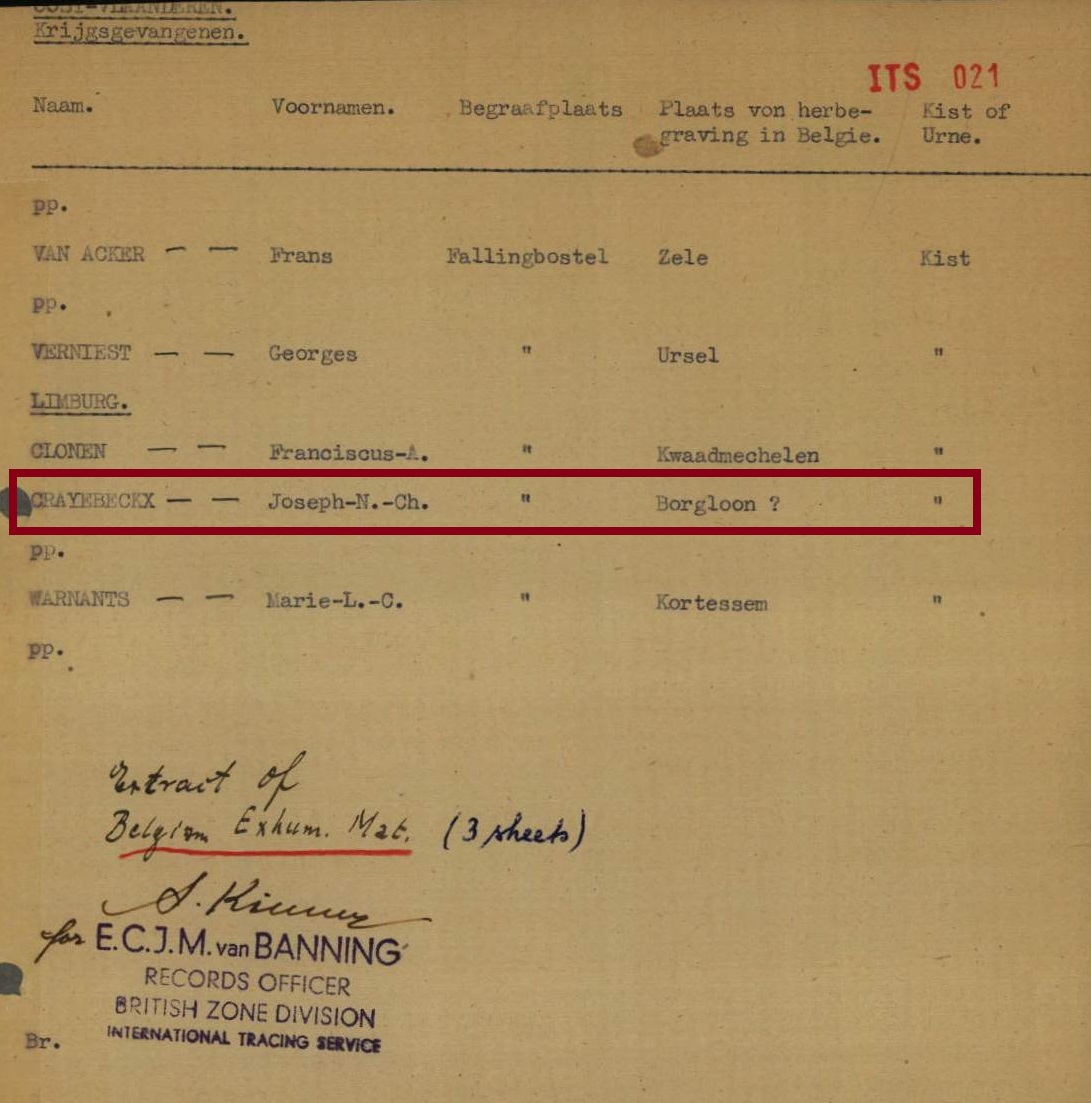 OOST-VLAANDEREN.
Krijgsgevangenen.
ITS 021
Naam. Voornamen. Begraafplaats Plaats von herbe- Kist of
graving in Belgie. Urne.
pp.
VAN ACKER — — Frans Fallingbostel Zele Kist
pp.
VERNIEST — — Georges " Ursel "
LIMBURG.
CLONEN — — Franciscus-A. " Kwaadmechelen "
CRAYEBECKX — — Joseph-N.-Ch. " Borgloon ? "
pp.
WARNANTS — — Marie-L.-C. " Kortessem "
pp.
Extract of
Belgian Exhum. Mat. (3 sheets)
for E.C.J.M. van BANNING
RECORDS OFFICER
BRITISH ZONE DIVISION
INTERNATIONAL TRACING SERVICE
Br.